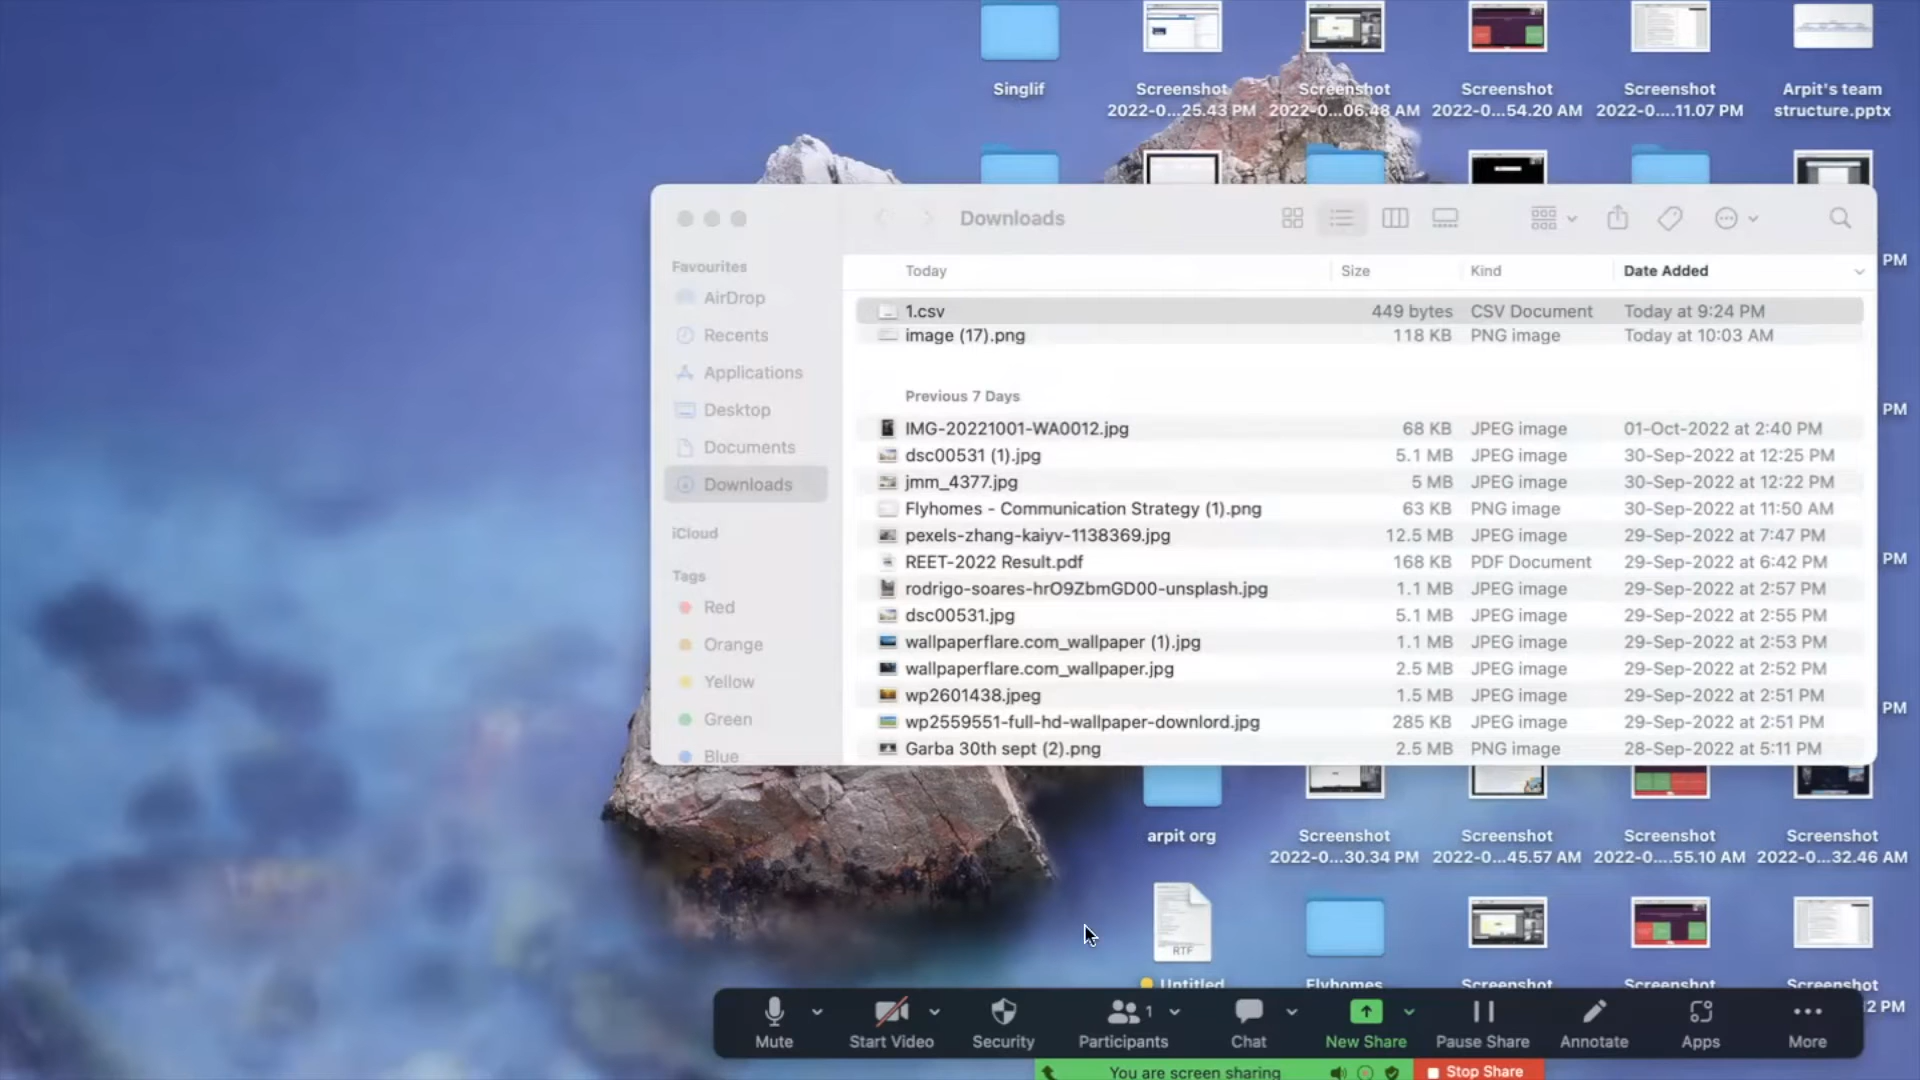 Singlif
Screenshot
2022-0...25.43 PM
Screenshot
2022-0...06.48 AM
Screenshot
2022-0...54.20 AM
Screenshot
2022-0....11.07 PM
Arpit's team
structure.pptx
Downloads
Favourites
AirDrop
Recents
Applications
Desktop
Documents
Downloads
iCloud
Tags
Red
Orange
Yellow
Green
Blue
Today Size Kind Date Added
1.csv 449 bytes CSV Document Today at 9:24 PM
image (17).png 118 KB PNG image Today at 10:03 AM
Previous 7 Days
IMG-20221001-WA0012.jpg 68 KB JPEG image 01-Oct-2022 at 2:40 PM
dsc00531 (1).jpg 5.1 MB JPEG image 30-Sep-2022 at 12:25 PM
jmm_4377.jpg 5 MB JPEG image 30-Sep-2022 at 12:22 PM
Flyhomes - Communication Strategy (1).png 63 KB PNG image 30-Sep-2022 at 11:50 AM
pexels-zhang-kaiyv-1138369.jpg 12.5 MB JPEG image 29-Sep-2022 at 7:47 PM
REET-2022 Result.pdf 168 KB PDF Document 29-Sep-2022 at 6:42 PM
rodrigo-soares-hrO9ZbmGD00-unsplash.jpg 1.1 MB JPEG image 29-Sep-2022 at 2:57 PM
dsc00531.jpg 5.1 MB JPEG image 29-Sep-2022 at 2:55 PM
wallpaperflare.com_wallpaper (1).jpg 1.1 MB JPEG image 29-Sep-2022 at 2:53 PM
wallpaperflare.com_wallpaper.jpg 2.5 MB JPEG image 29-Sep-2022 at 2:52 PM
wp2601438.jpeg 1.5 MB JPEG image 29-Sep-2022 at 2:51 PM
wp2559551-full-hd-wallpaper-downlord.jpg 285 KB JPEG image 29-Sep-2022 at 2:51 PM
Garba 30th sept (2).png 2.5 MB PNG image 28-Sep-2022 at 5:11 PM
PM
PM
PM
PM
arpit org
Screenshot
2022-0...30.34 PM
Screenshot
2022-0...45.57 AM
Screenshot
2022-0....55.10 AM
Screenshot
2022-0...32.46 AM
RTF
Untitled
Flyhomes
Screenshot
Screenshot
Screenshot
2 PM
Mute
Start Video
Security
1
Participants
Chat
New Share
Pause Share
Annotate
Apps
More
You are screen sharing
Stop Share